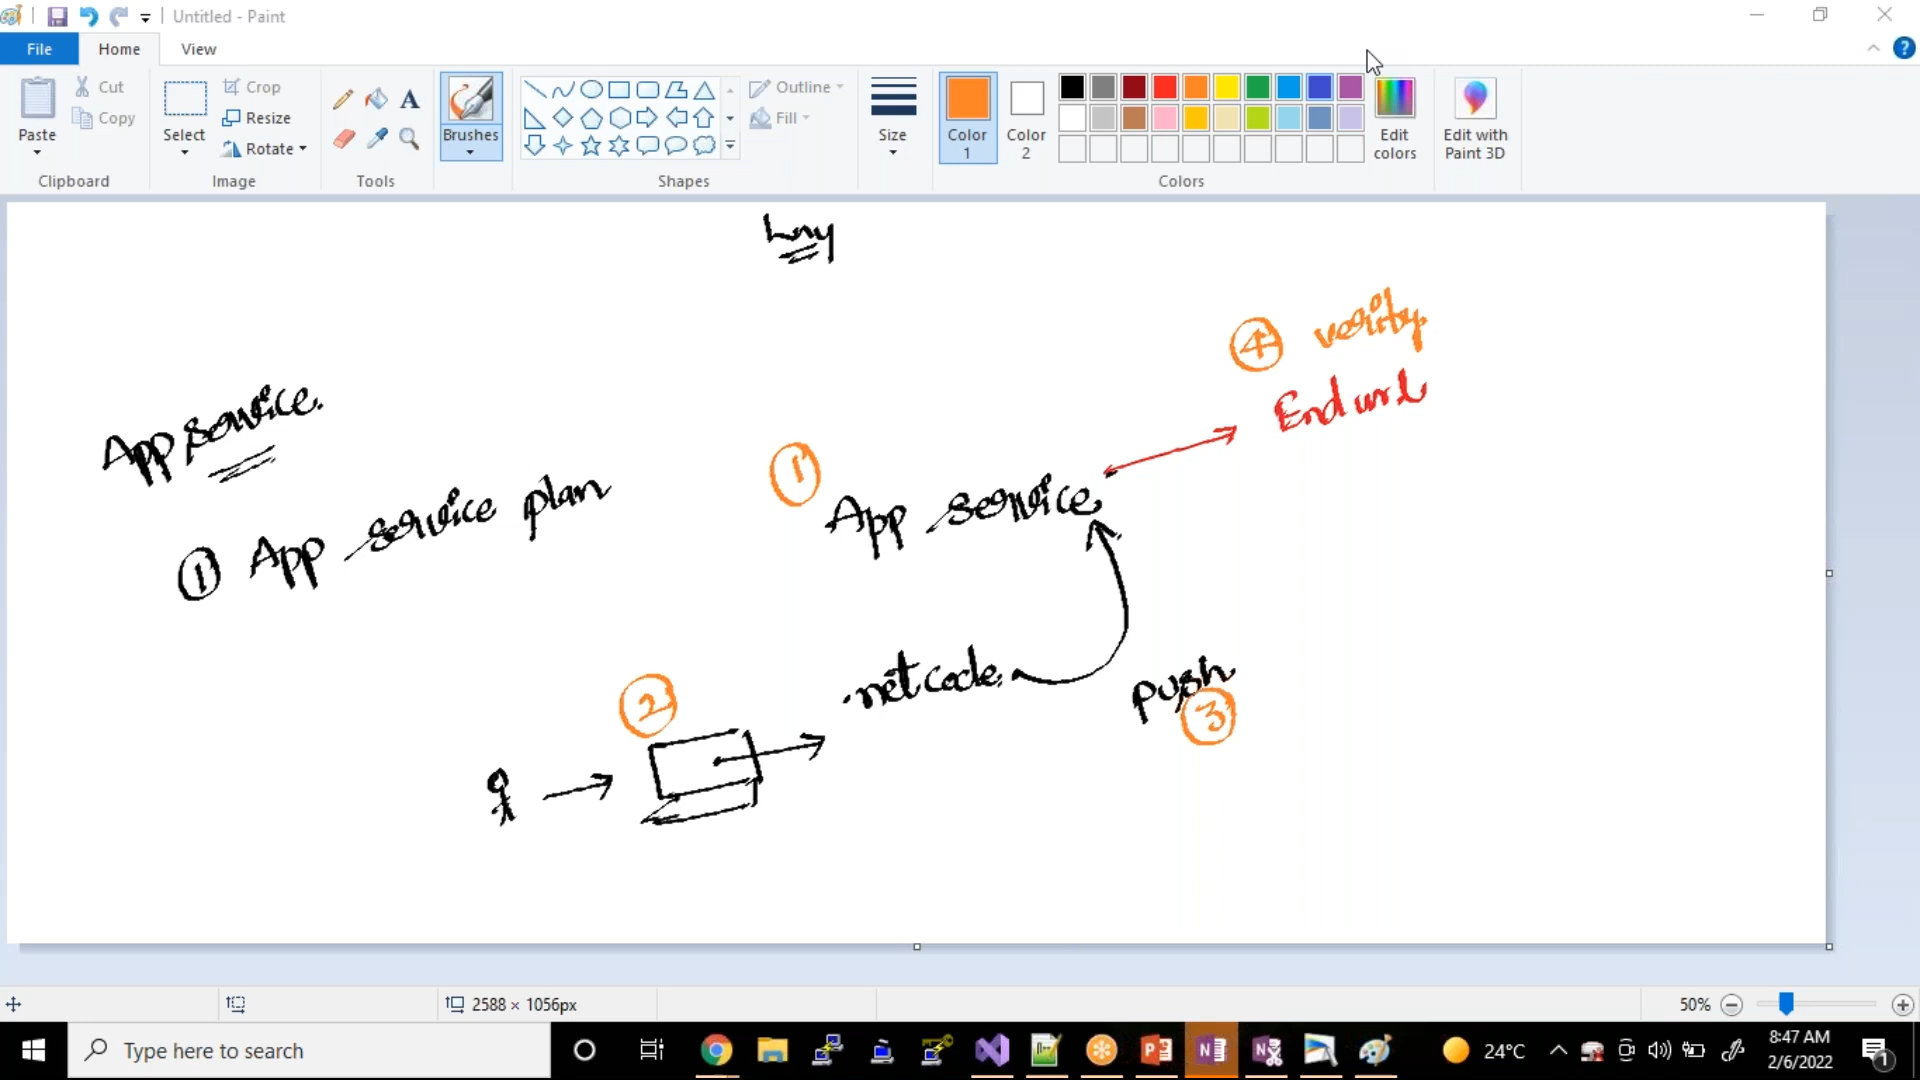 Untitled - Paint
File
Home
View
Paste
Cut
Copy
Clipboard
Select
Crop
Resize
Rotate
Image
A
Tools
Brushes
Shapes
Outline
Fill
Size
Color 1
Color 2
Edit colors
Colors
Edit with Paint 3D
App service.
① App service plan
①
App service.
④ verify
End url
②
.net code
push
③
2588 × 1056px
50%
Type here to search
24°C
8:47 AM
2/6/2022
1